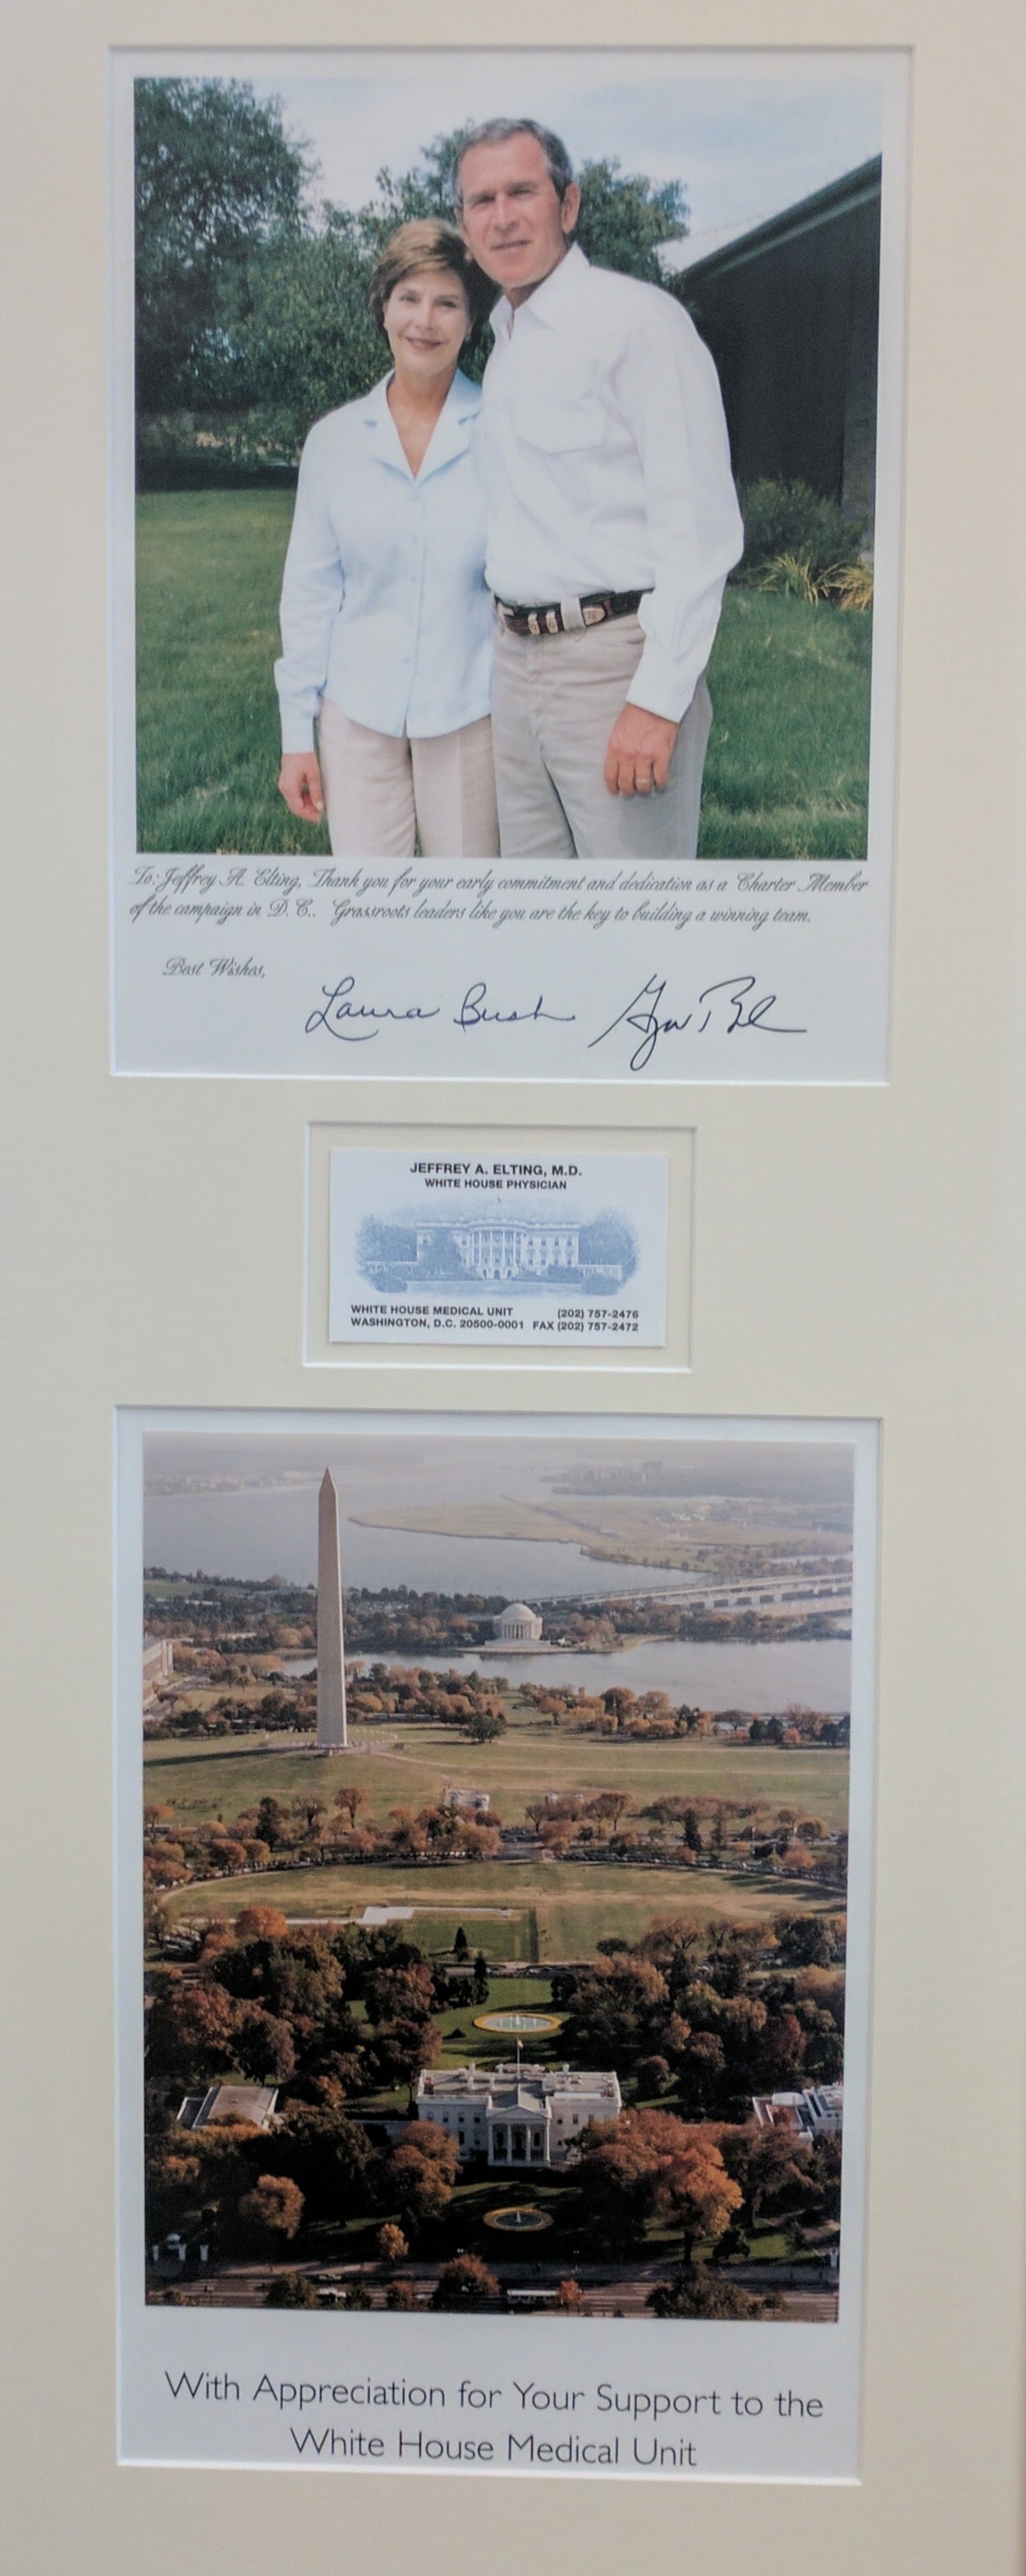 To: Jeffrey A. Elting, Thank you for your early commitment and dedication as a Charter Member
of the campaign in D. C.. Grassroots leaders like you are the key to building a winning team.
Best Wishes,
Laura Bush
JEFFREY A. ELTING, M.D.
WHITE HOUSE PHYSICIAN
WHITE HOUSE MEDICAL UNIT (202) 757-2476
WASHINGTON, D.C. 20500-0001 FAX (202) 757-2472
With Appreciation for Your Support to the
White House Medical Unit